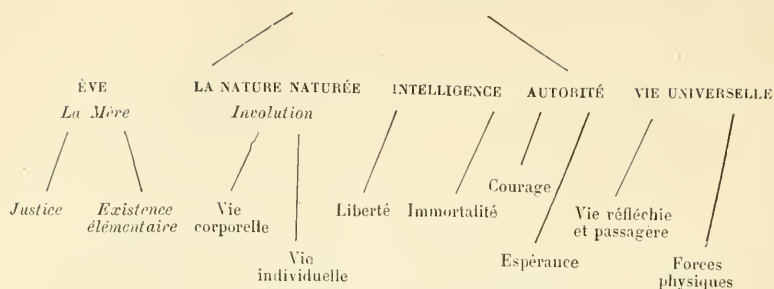 ÈVE LA NATURE NATURÉE INTELLIGENCE AUTORITÉ VIE UNIVERSELLE
La Mère Involution
Courage
Justice Existence élémentaire Vie corporelle Liberté Immortalité Vie réfléchie et passagère
Vie individuelle Espérance Forces physiques